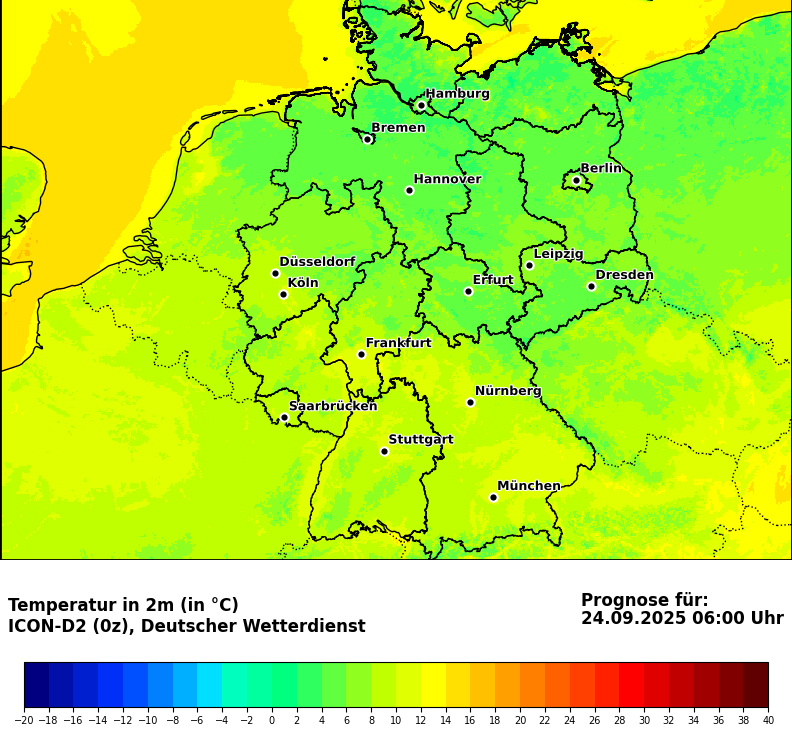 Hamburg
Bremen
Berlin
Hannover
Leipzig
Düsseldorf
Dresden
Köln
Erfurt
Frankfurt
Nürnberg
Saarbrücken
Stuttgart
München
Temperatur in 2m (in °C)
ICON-D2 (0z), Deutscher Wetterdienst
Prognose für:
24.09.2025 06:00 Uhr
−20 −18 −16 −14 −12 −10 −8 −6 −4 −2 0 2 4 6 8 10 12 14 16 18 20 22 24 26 28 30 32 34 36 38 40